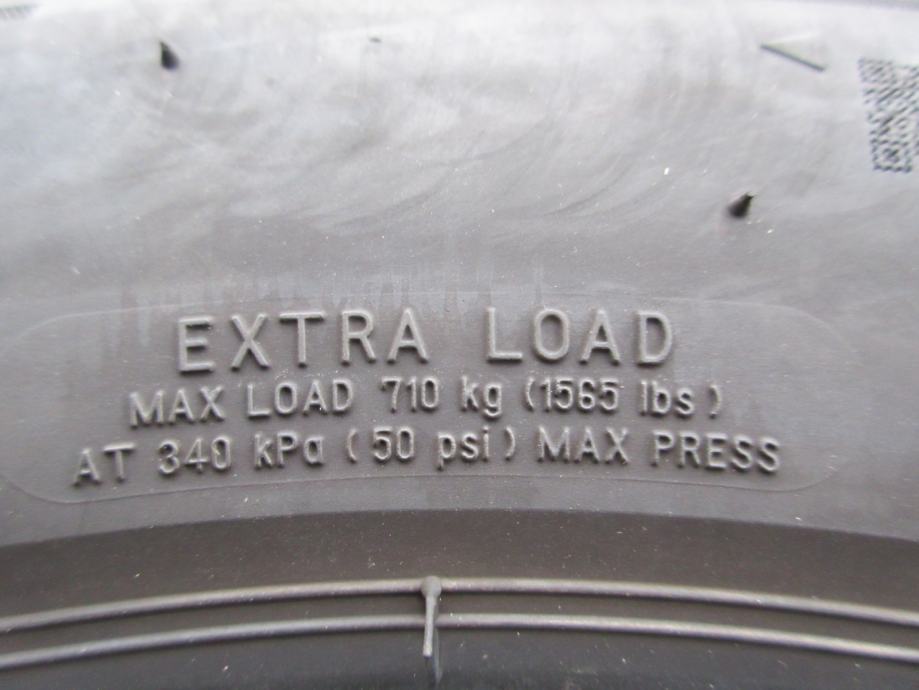 EXTRA LOAD
MAX LOAD 710 kg (1565 lbs)
AT 340 kPa (50 psi) MAX PRESS